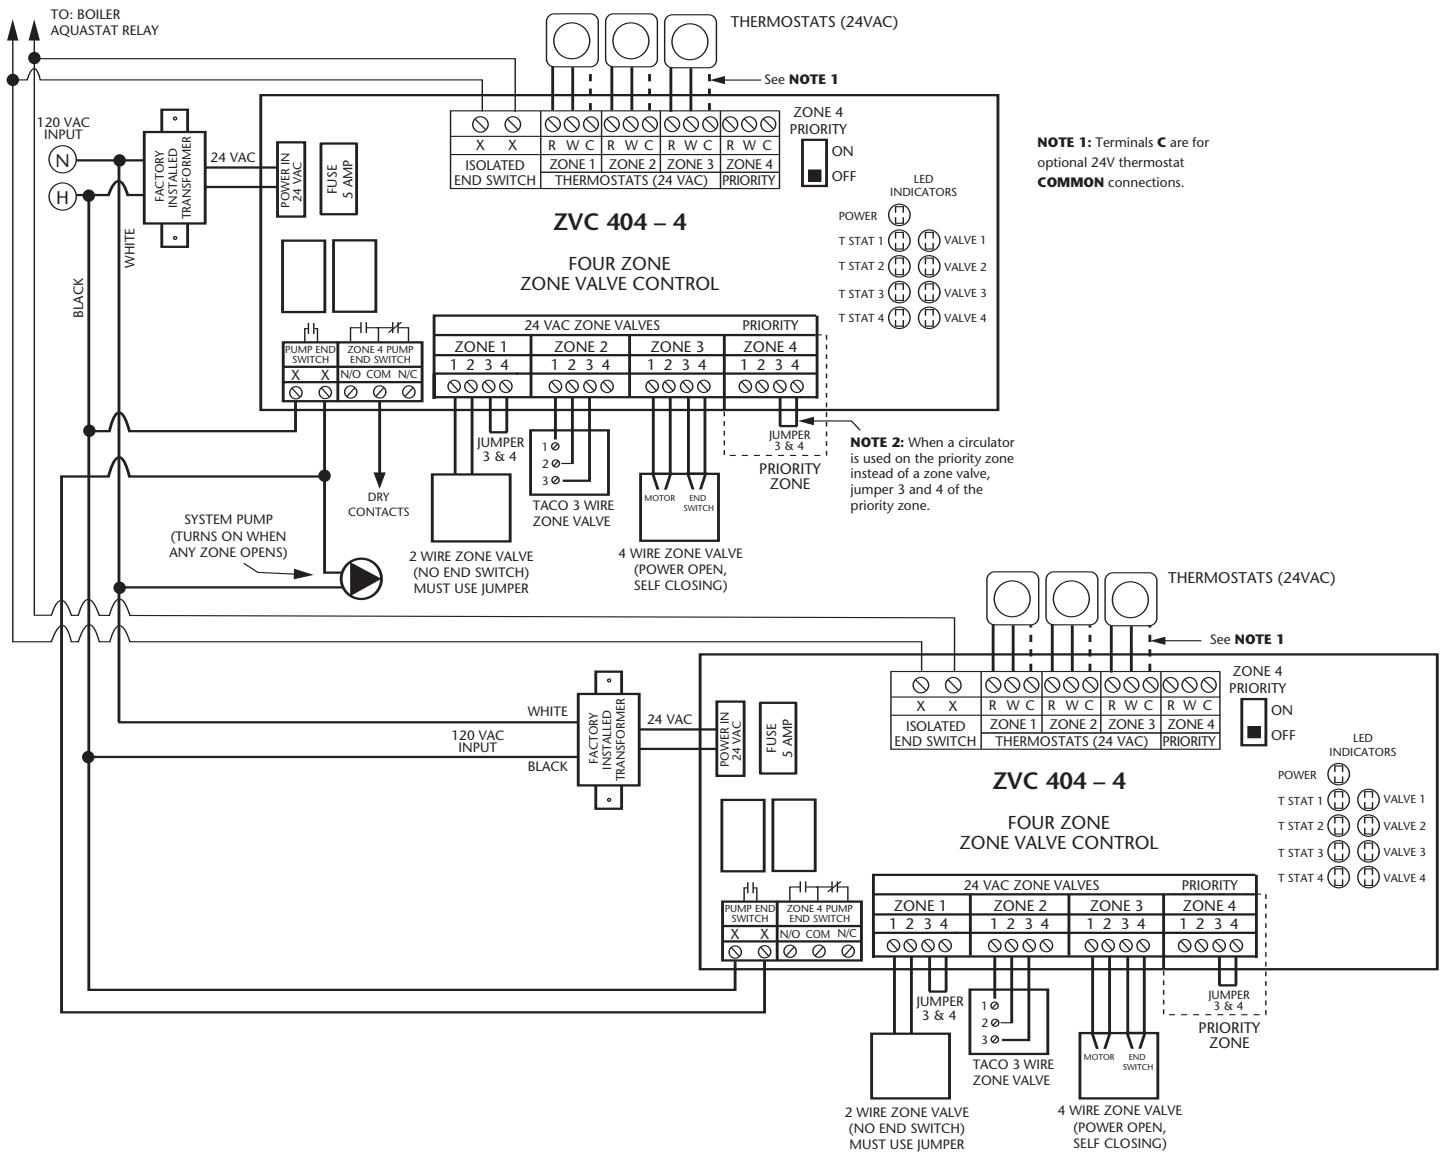 TO: BOILER
AQUASTAT RELAY
THERMOSTATS (24VAC)
See NOTE 1
120 VAC
INPUT
N
H
FACTORY
INSTALLED
TRANSFORMER
24 VAC
WHITE
BLACK
POWER IN
24 VAC
FUSE
5 AMP
X X R W C R W C R W C R W C
ISOLATED
END SWITCH
ZONE 1 ZONE 2 ZONE 3 ZONE 4
THERMOSTATS (24 VAC) PRIORITY
ZONE 4
PRIORITY
ON
OFF
NOTE 1: Terminals C are for
optional 24V thermostat
COMMON connections.
LED
INDICATORS
POWER
T STAT 1 VALVE 1
T STAT 2 VALVE 2
T STAT 3 VALVE 3
T STAT 4 VALVE 4
ZVC 404 – 4
FOUR ZONE
ZONE VALVE CONTROL
PUMP END
SWITCH
X X
ZONE 4 PUMP
END SWITCH
N/O COM N/C
24 VAC ZONE VALVES PRIORITY
ZONE 1 ZONE 2 ZONE 3 ZONE 4
1 2 3 4 1 2 3 4 1 2 3 4 1 2 3 4
JUMPER
3 & 4
1
2
3
TACO 3 WIRE
ZONE VALVE
MOTOR
END
SWITCH
JUMPER
3 & 4
PRIORITY
ZONE
NOTE 2: When a circulator
is used on the priority zone
instead of a zone valve,
jumper 3 and 4 of the
priority zone.
DRY
CONTACTS
SYSTEM PUMP
(TURNS ON WHEN
ANY ZONE OPENS)
2 WIRE ZONE VALVE
(NO END SWITCH)
MUST USE JUMPER
4 WIRE ZONE VALVE
(POWER OPEN,
SELF CLOSING)
THERMOSTATS (24VAC)
See NOTE 1
WHITE
120 VAC
INPUT
BLACK
FACTORY
INSTALLED
TRANSFORMER
24 VAC
POWER IN
24 VAC
FUSE
5 AMP
X X R W C R W C R W C R W C
ISOLATED
END SWITCH
ZONE 1 ZONE 2 ZONE 3 ZONE 4
THERMOSTATS (24 VAC) PRIORITY
ZONE 4
PRIORITY
ON
OFF
LED
INDICATORS
POWER
T STAT 1 VALVE 1
T STAT 2 VALVE 2
T STAT 3 VALVE 3
T STAT 4 VALVE 4
ZVC 404 – 4
FOUR ZONE
ZONE VALVE CONTROL
PUMP END
SWITCH
X X
ZONE 4 PUMP
END SWITCH
N/O COM N/C
24 VAC ZONE VALVES PRIORITY
ZONE 1 ZONE 2 ZONE 3 ZONE 4
1 2 3 4 1 2 3 4 1 2 3 4 1 2 3 4
JUMPER
3 & 4
1
2
3
TACO 3 WIRE
ZONE VALVE
MOTOR
END
SWITCH
JUMPER
3 & 4
PRIORITY
ZONE
2 WIRE ZONE VALVE
(NO END SWITCH)
MUST USE JUMPER
4 WIRE ZONE VALVE
(POWER OPEN,
SELF CLOSING)